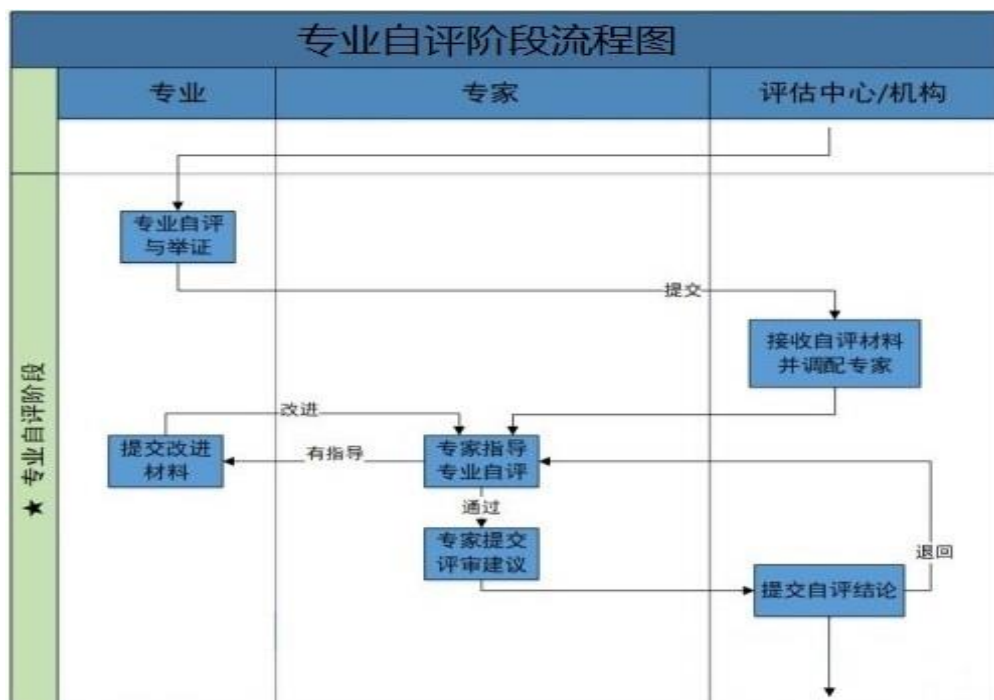 专业自评阶段流程图
专业
专家
评估中心/机构
★ 专业自评阶段
专业自评
与举证
提交
接收自评材料
并调配专家
改进
提交改进
材料
有指导
专家指导
专业自评
通过
专家提交
评审建议
退回
提交自评结论